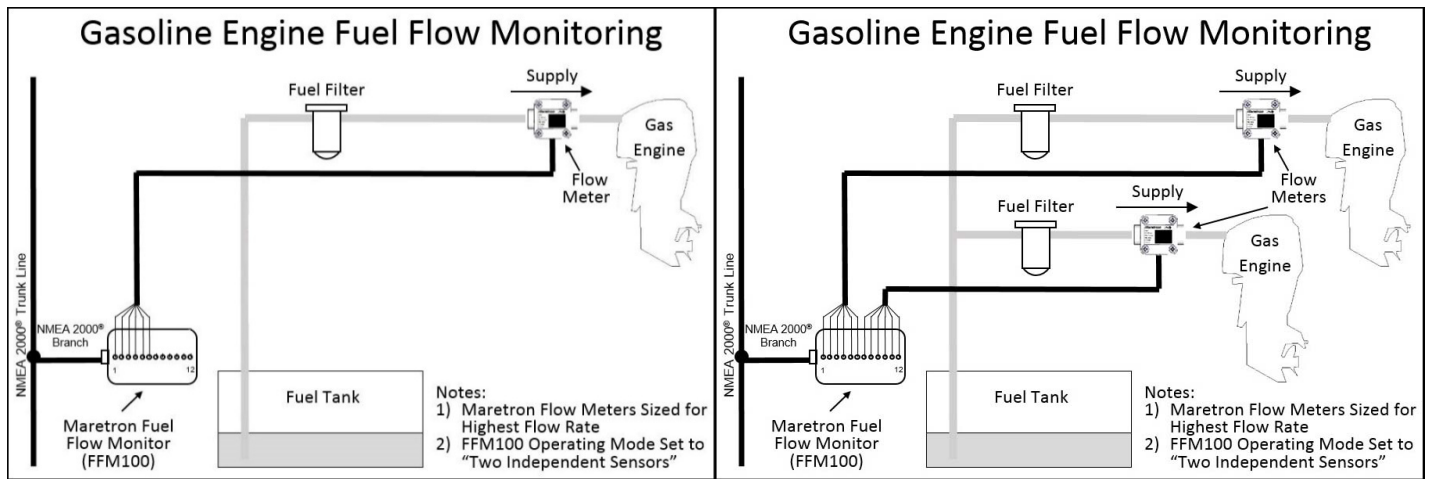 Gasoline Engine Fuel Flow Monitoring
Supply
Fuel Filter
Gas
Engine
Flow
Meter
NMEA 2000® Trunk Line
NMEA 2000®
Branch
1
12
Maretron Fuel
Flow Monitor
(FFM100)
Fuel Tank
Notes:
1) Maretron Flow Meters Sized for
Highest Flow Rate
2) FFM100 Operating Mode Set to
“Two Independent Sensors”
Gasoline Engine Fuel Flow Monitoring
Supply
Fuel Filter
Gas
Engine
Flow
Meters
Supply
Fuel Filter
Gas
Engine
NMEA 2000® Trunk Line
NMEA 2000®
Branch
1
12
Maretron Fuel
Flow Monitor
(FFM100)
Fuel Tank
Notes:
1) Maretron Flow Meters Sized for
Highest Flow Rate
2) FFM100 Operating Mode Set to
“Two Independent Sensors”